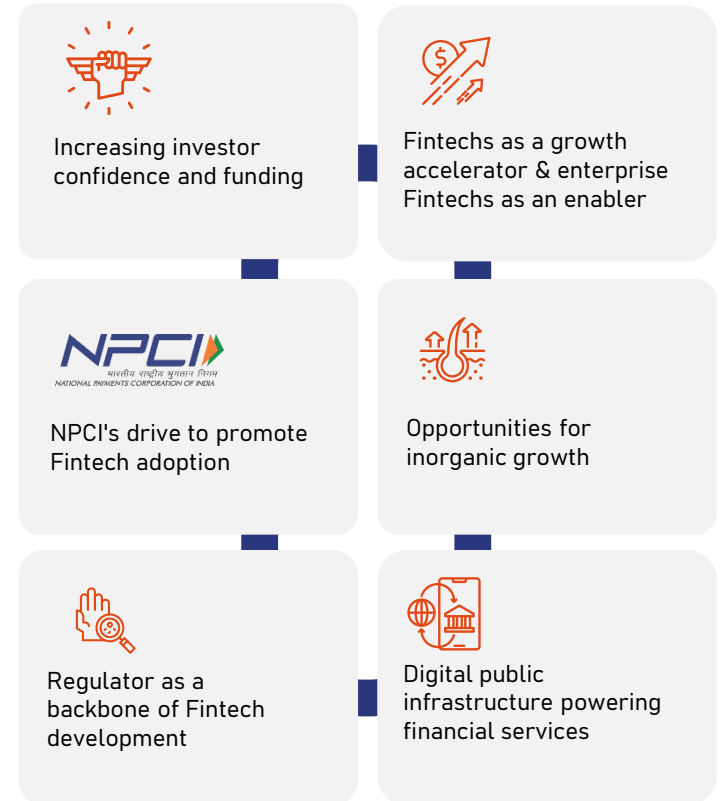 Increasing investor
confidence and funding
$
Fintechs as a growth
accelerator & enterprise
Fintechs as an enabler
NPCI
भारतीय राष्ट्रीय भुगतान निगम
NATIONAL PAYMENTS CORPORATION OF INDIA
NPCI's drive to promote
Fintech adoption
Opportunities for
inorganic growth
Regulator as a
backbone of Fintech
development
Digital public
infrastructure powering
financial services